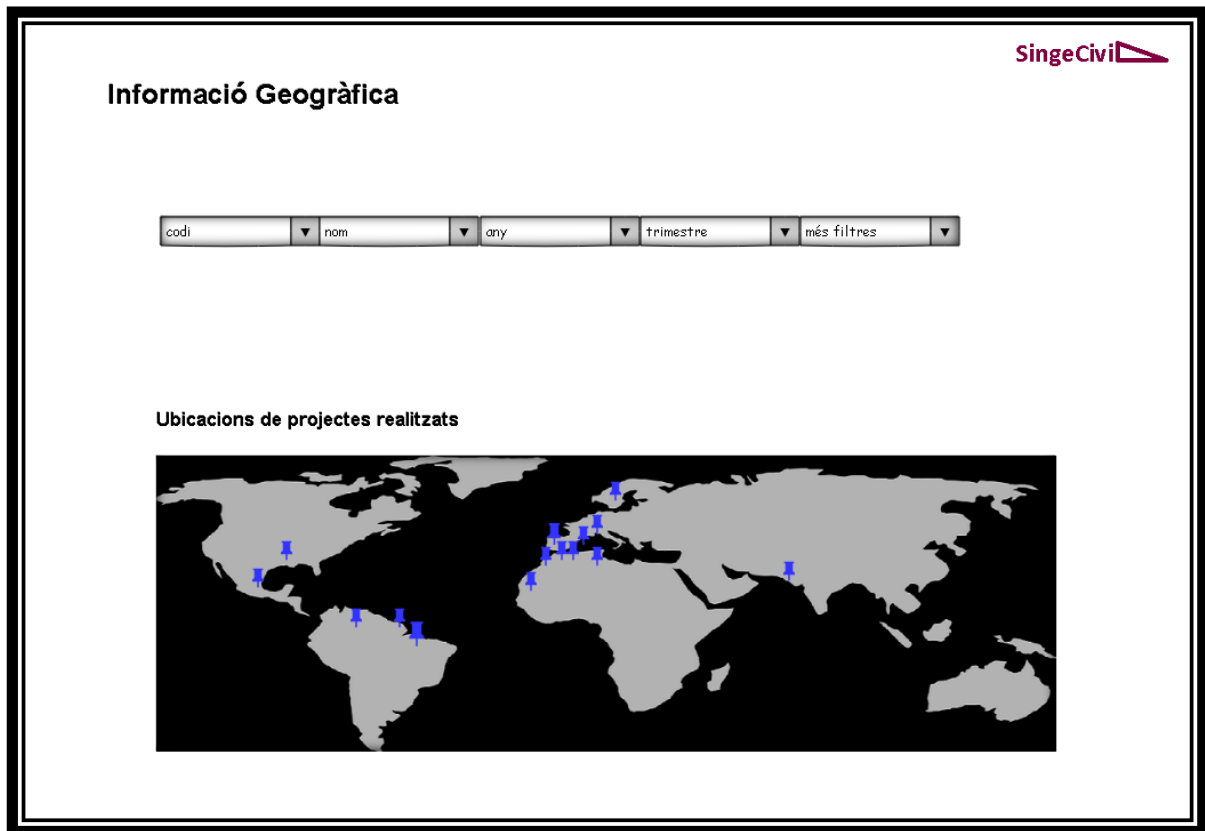 SingeCivil
Informació Geogràfica
codi nom any trimestre més filtres
Ubicacions de projectes realitzats